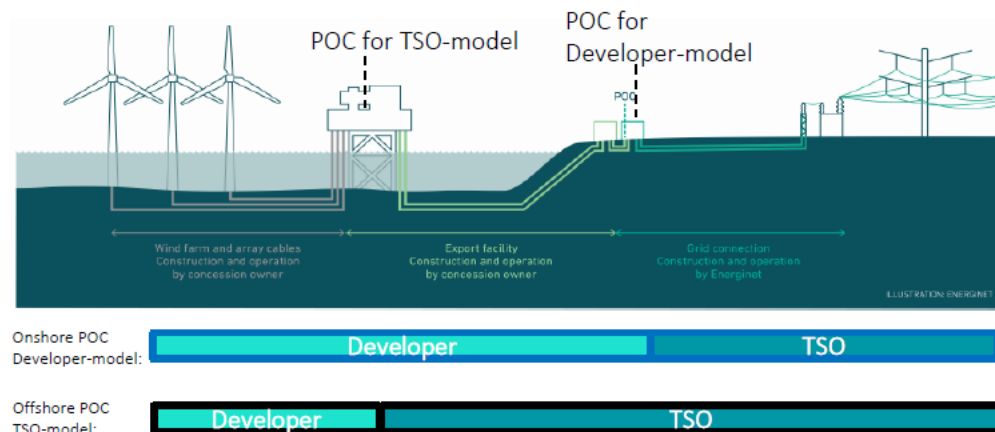 POC for TSO-model
POC for
Developer-model
POC
Wind farm and array cables
Construction and operation
by concession owner
Export facility
Construction and operation
by concession owner
Grid connection
Construction and operation
by Energinet
ILLUSTRATION: ENERGINET
Onshore POC
Developer-model:
Developer
TSO
Offshore POC
TSO-model:
Developer
TSO